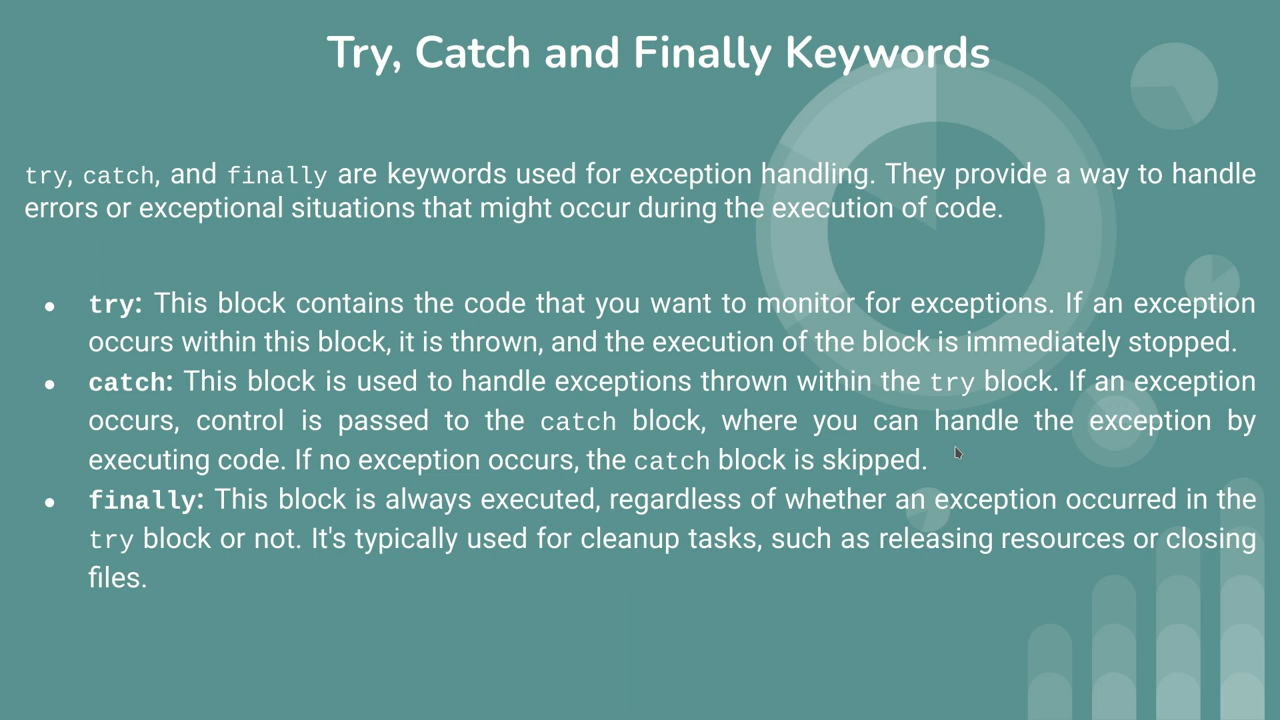 Try, Catch and Finally Keywords
try, catch, and finally are keywords used for exception handling. They provide a way to handle
errors or exceptional situations that might occur during the execution of code.
● try: This block contains the code that you want to monitor for exceptions. If an exception
occurs within this block, it is thrown, and the execution of the block is immediately stopped.
● catch: This block is used to handle exceptions thrown within the try block. If an exception
occurs, control is passed to the catch block, where you can handle the exception by
executing code. If no exception occurs, the catch block is skipped.
● finally: This block is always executed, regardless of whether an exception occurred in the
try block or not. It's typically used for cleanup tasks, such as releasing resources or closing
files.